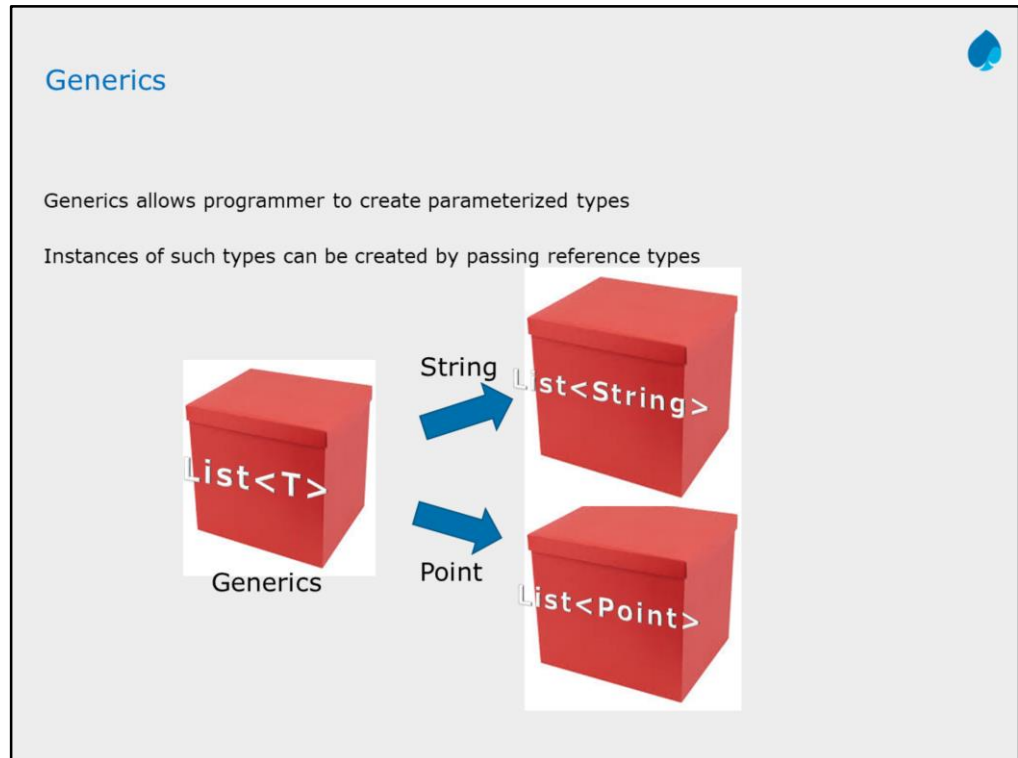 Generics
Generics allows programmer to create parameterized types
Instances of such types can be created by passing reference types
String
List<String>
List<T>
Generics
Point
List<Point>